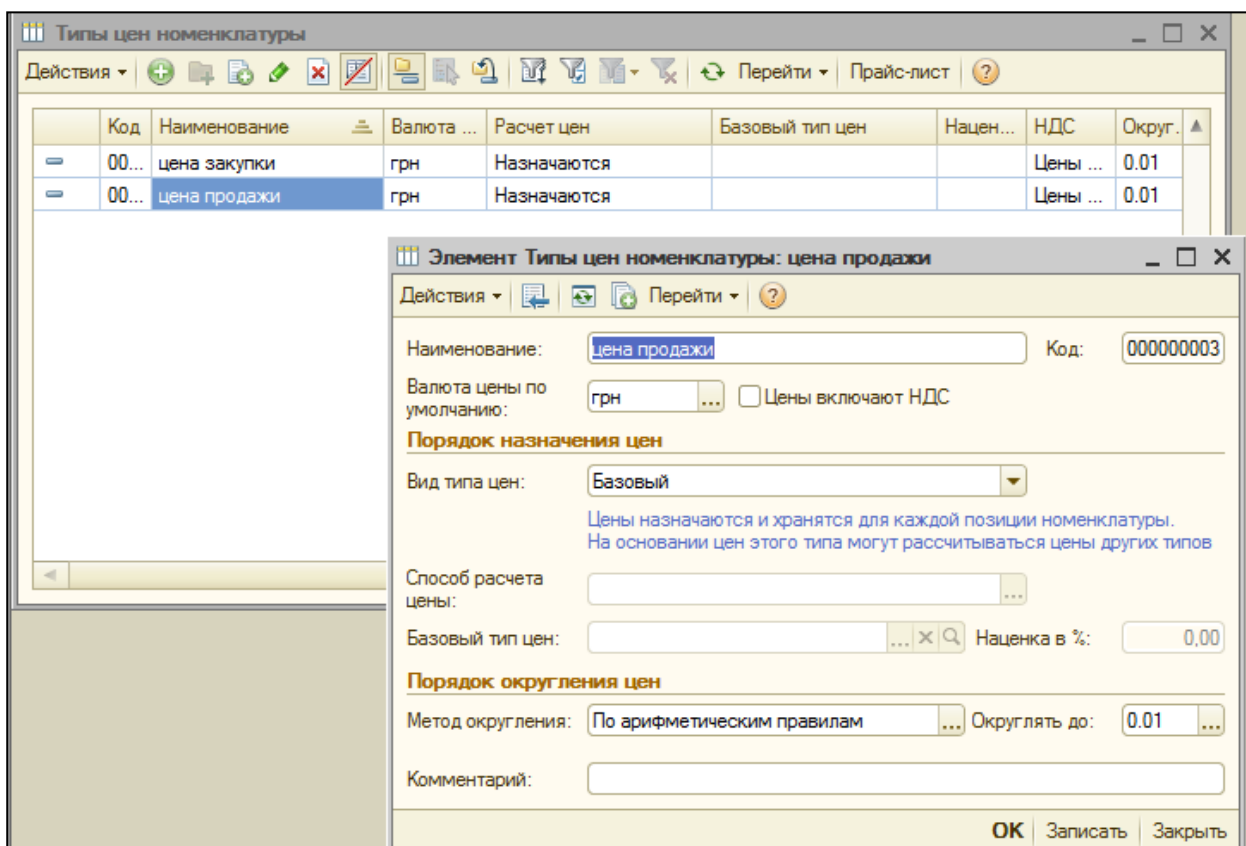 Типы цен номенклатуры
Действия Перейти Прайс-лист
Код Наименование Валюта ... Расчет цен Базовый тип цен Нацен... НДС Округ.
00... цена закупки грн Назначаются Цены ... 0.01
00... цена продажи грн Назначаются Цены ... 0.01
Элемент Типы цен номенклатуры: цена продажи
Действия Перейти
Наименование: цена продажи Код: 000000003
Валюта цены по
умолчанию: грн ... Цены включают НДС
Порядок назначения цен
Вид типа цен: Базовый
Цены назначаются и хранятся для каждой позиции номенклатуры.
На основании цен этого типа могут рассчитываться цены других типов
Способ расчета
цены: ...
Базовый тип цен: ... Наценка в %: 0,00
Порядок округления цен
Метод округления: По арифметическим правилам ... Округлять до: 0.01 ...
Комментарий:
OK Записать Закрыть